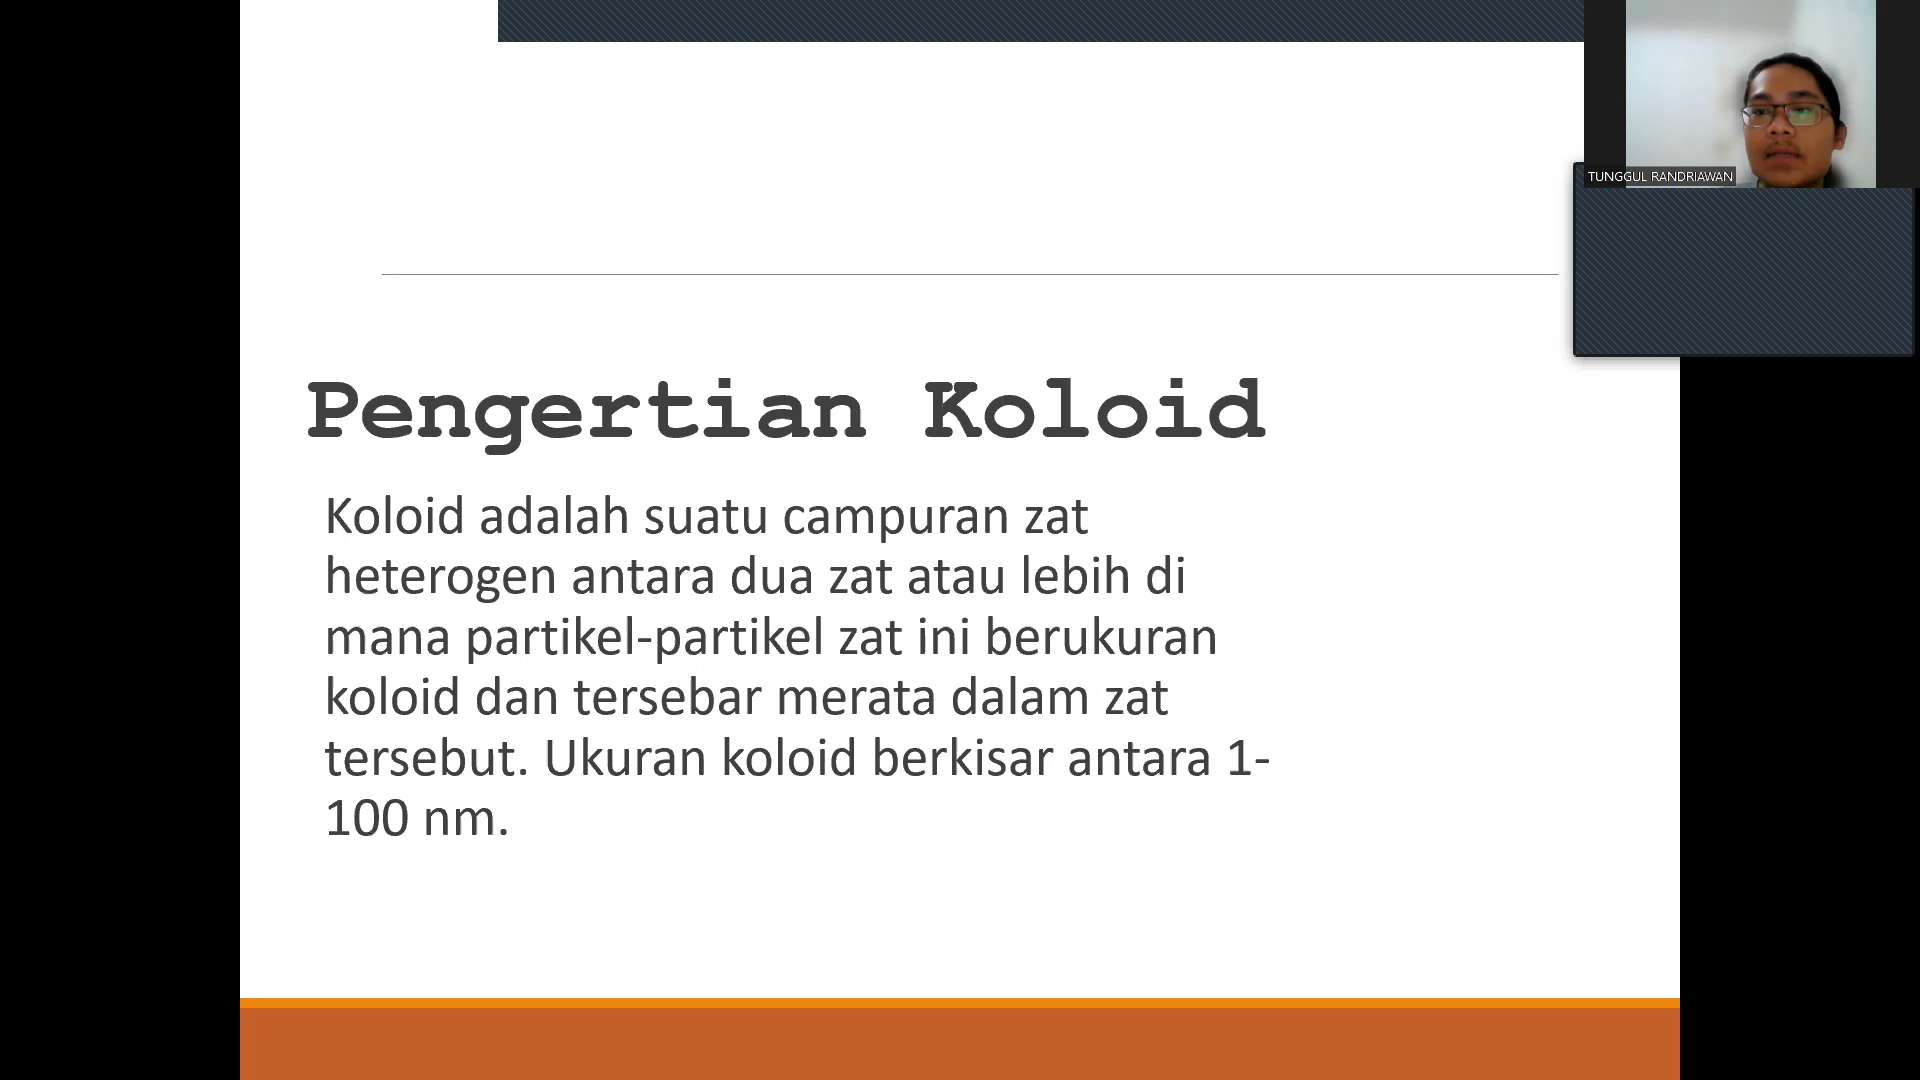 TUNGGUL RANDRIAWAN
Pengertian Koloid
Koloid adalah suatu campuran zat
heterogen antara dua zat atau lebih di
mana partikel-partikel zat ini berukuran
koloid dan tersebar merata dalam zat
tersebut. Ukuran koloid berkisar antara 1-
100 nm.